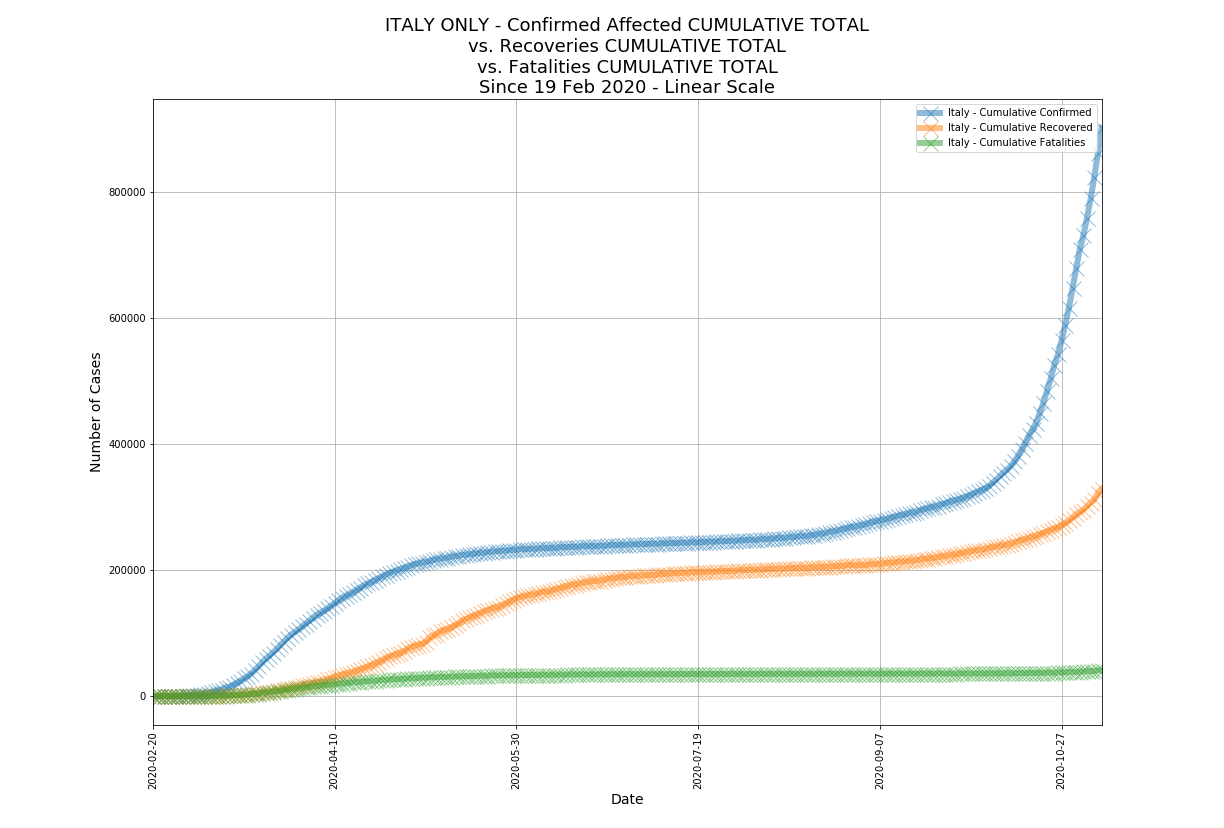 ITALY ONLY - Confirmed Affected CUMULATIVE TOTAL
vs. Recoveries CUMULATIVE TOTAL
vs. Fatalities CUMULATIVE TOTAL
Since 19 Feb 2020 - Linear Scale
Italy - Cumulative Confirmed
Italy - Cumulative Recovered
Italy - Cumulative Fatalities
Number of Cases
800000
600000
400000
200000
0
2020-02-20
2020-04-10
2020-05-30
2020-07-19
2020-09-07
2020-10-27
Date